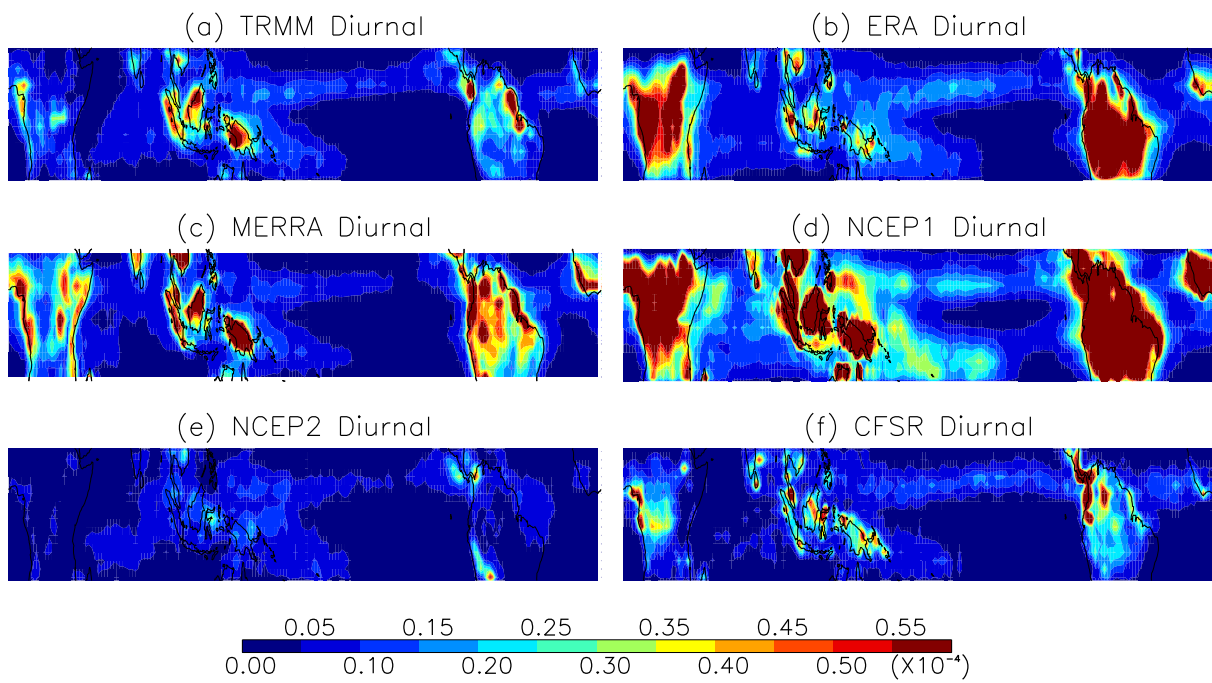 (a) TRMM Diurnal
(b) ERA Diurnal
(c) MERRA Diurnal
(d) NCEP1 Diurnal
(e) NCEP2 Diurnal
(f) CFSR Diurnal
0.05 0.15 0.25 0.35 0.45 0.55
0.00 0.10 0.20 0.30 0.40 0.50 (X10⁻⁴)